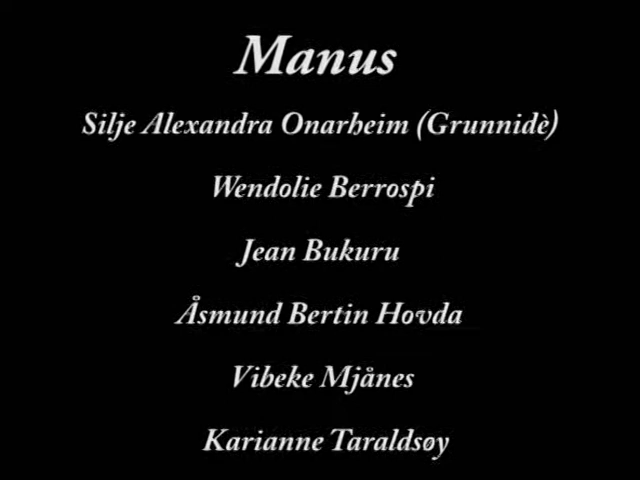 Manus
Silje Alexandra Onarheim (Grunnidè)
Wendolie Berrospi
Jean Bukuru
Åsmund Bertin Hovda
Vibeke Mjånes
Karianne Taraldsøy